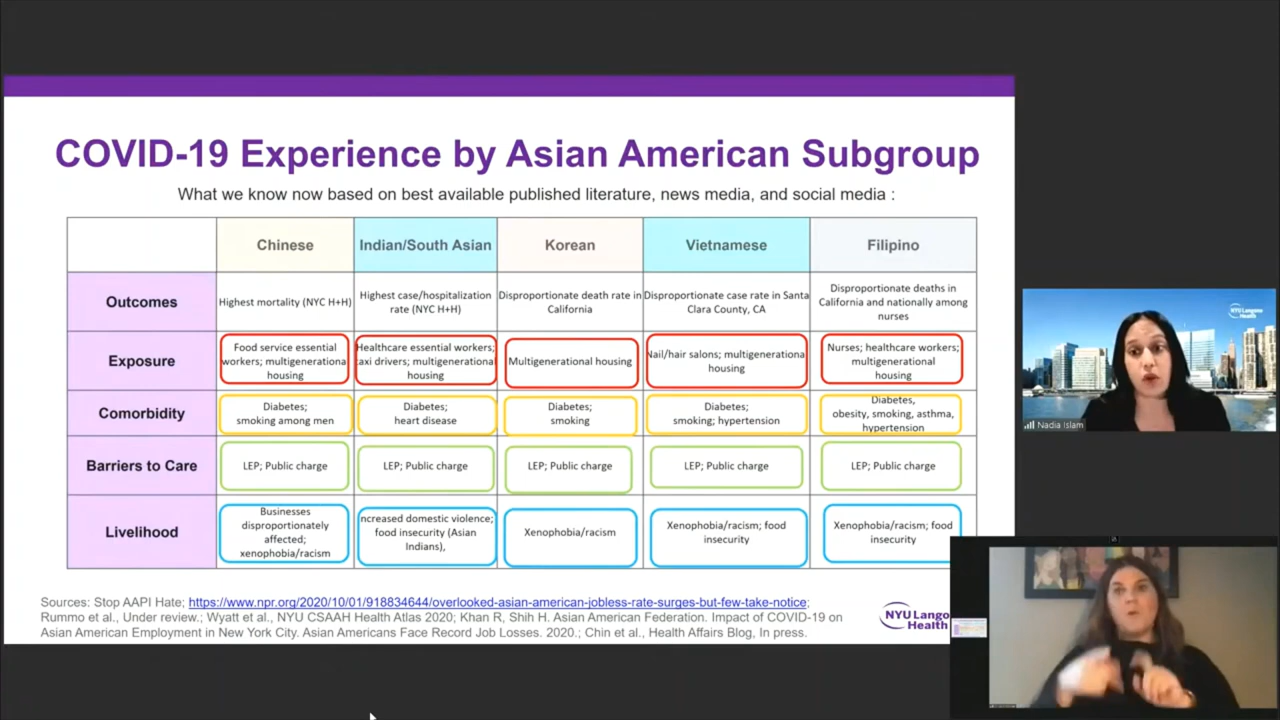 COVID-19 Experience by Asian American Subgroup
What we know now based on best available published literature, news media, and social media :
Chinese
Indian/South Asian
Korean
Vietnamese
Filipino
Outcomes
Highest mortality (NYC H+H)
Highest case/hospitalization
rate (NYC H+H)
Disproportionate death rate in
California
Disproportionate case rate in Santa
Clara County, CA
Disproportionate deaths in
California and nationally among
nurses
Exposure
Food service essential
workers; multigenerational
housing
Healthcare essential workers;
taxi drivers; multigenerational
housing
Multigenerational housing
Nail/hair salons; multigenerational
housing
Nurses; healthcare workers;
multigenerational
housing
Comorbidity
Diabetes;
smoking among men
Diabetes;
heart disease
Diabetes;
smoking
Diabetes;
smoking; hypertension
Diabetes,
obesity, smoking, asthma,
hypertension
Barriers to Care
LEP; Public charge
LEP; Public charge
LEP; Public charge
LEP; Public charge
LEP; Public charge
Livelihood
Businesses
disproportionately
affected;
xenophobia/racism
ncreased domestic violence;
food insecurity (Asian
Indians),
Xenophobia/racism
Xenophobia/racism; food
insecurity
Xenophobia/racism; food
insecurity
Sources: Stop AAPI Hate; https://www.npr.org/2020/10/01/918834644/overlooked-asian-american-jobless-rate-surges-but-few-take-notice;
Rummo et al., Under review.; Wyatt et al., NYU CSAAH Health Atlas 2020; Khan R, Shih H. Asian American Federation. Impact of COVID-19 on
Asian American Employment in New York City. Asian Americans Face Record Job Losses. 2020.; Chin et al., Health Affairs Blog, In press.
NYU Lango
Health
NYU Langone
Health
Nadia Islam